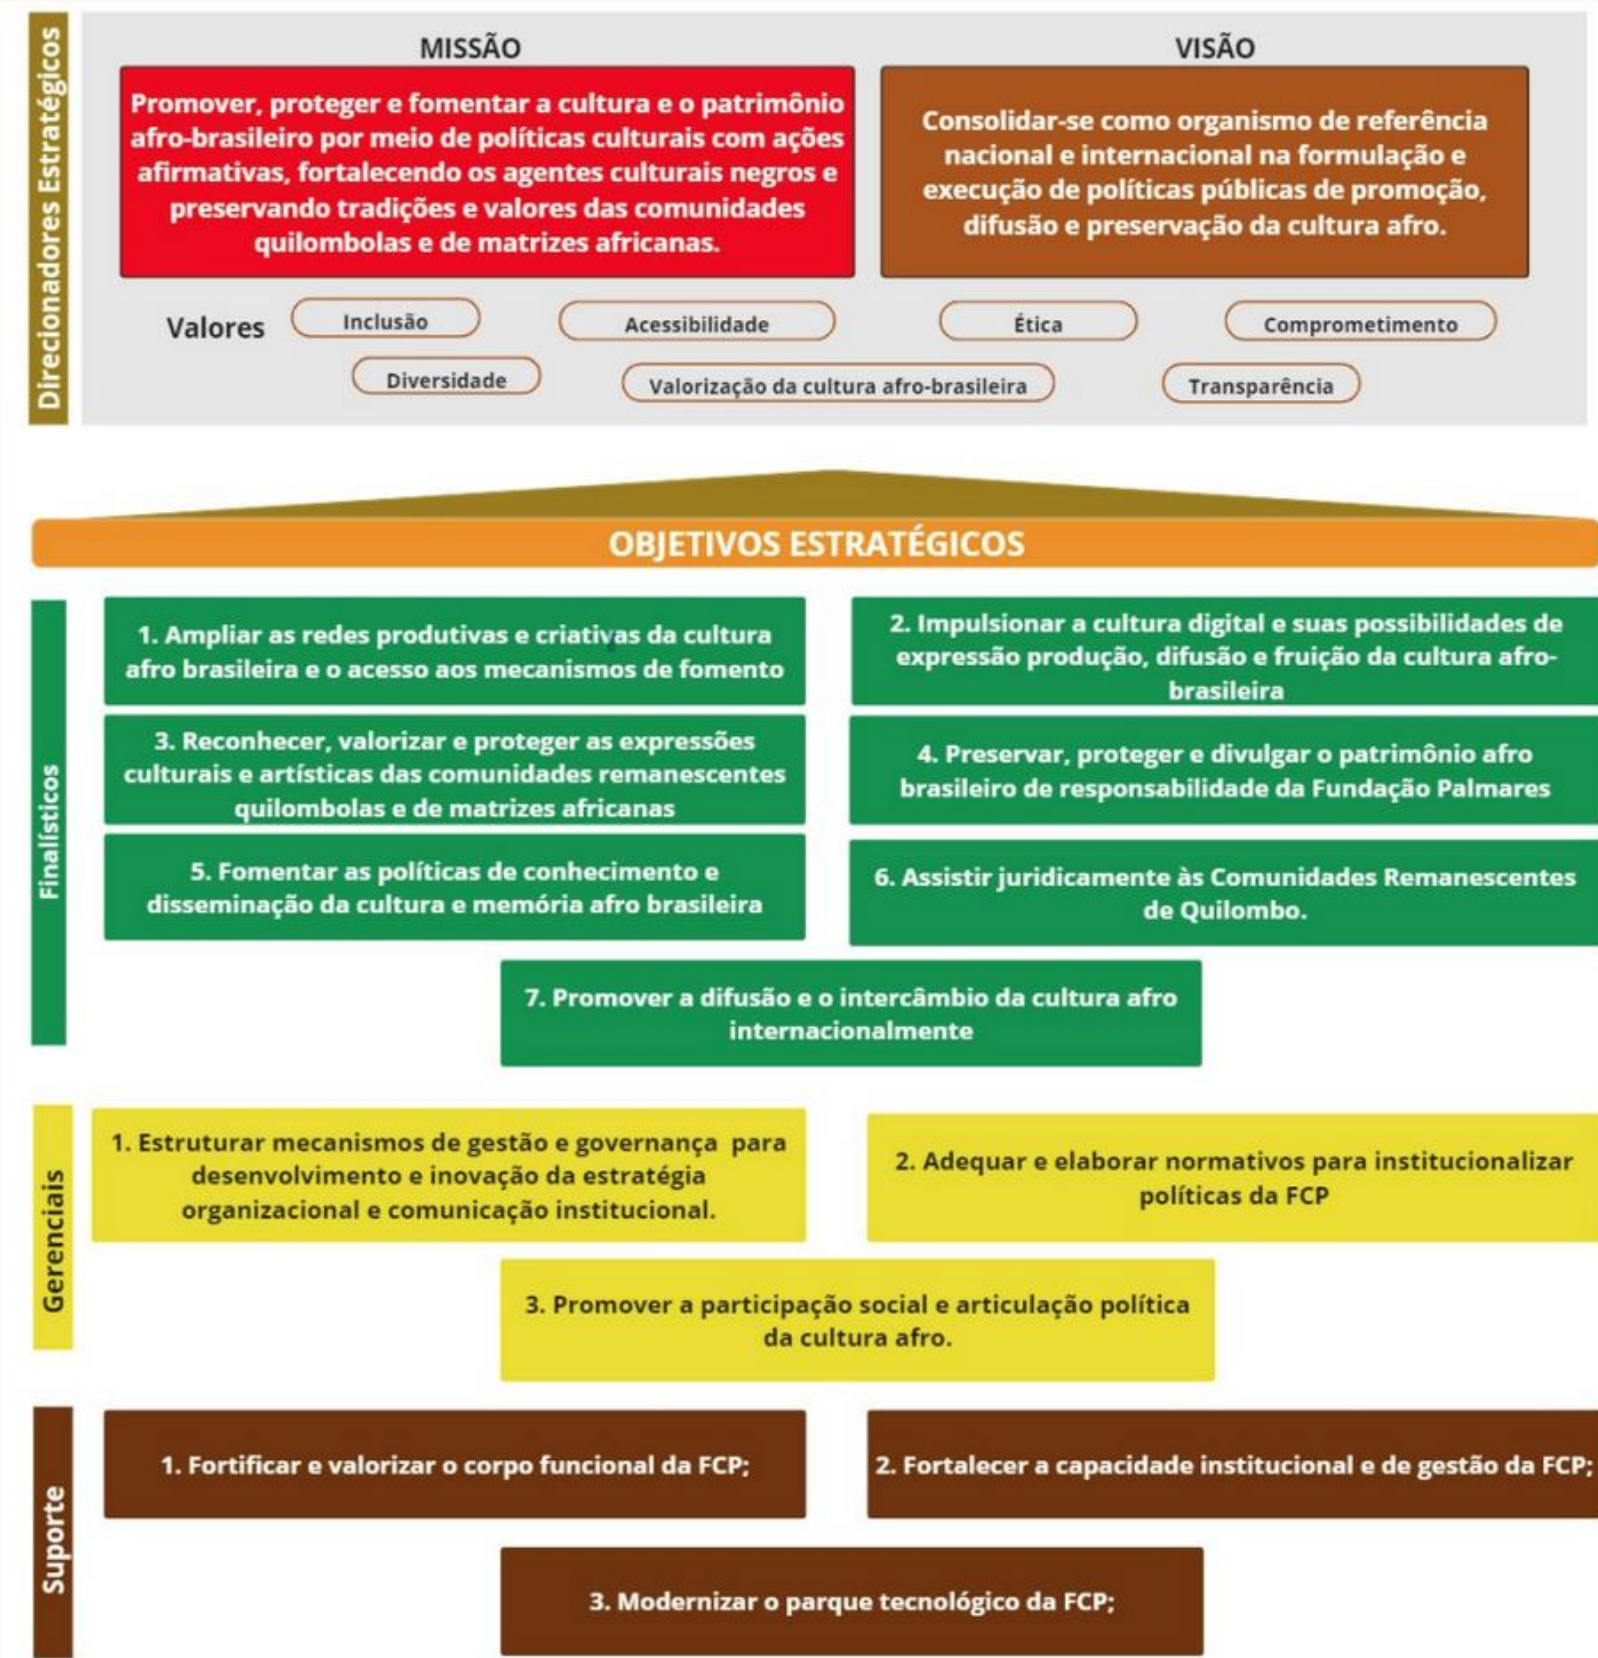 Direcionadores Estratégicos
MISSÃO
Promover, proteger e fomentar a cultura e o patrimônio
afro-brasileiro por meio de políticas culturais com ações
afirmativas, fortalecendo os agentes culturais negros e
preservando tradições e valores das comunidades
quilombolas e de matrizes africanas.
VISÃO
Consolidar-se como organismo de referência
nacional e internacional na formulação e
execução de políticas públicas de promoção,
difusão e preservação da cultura afro.
Valores
Inclusão
Acessibilidade
Ética
Comprometimento
Diversidade
Valorização da cultura afro-brasileira
Transparência
OBJETIVOS ESTRATÉGICOS
Finalísticos
1. Ampliar as redes produtivas e criativas da cultura
afro brasileira e o acesso aos mecanismos de fomento
2. Impulsionar a cultura digital e suas possibilidades de
expressão produção, difusão e fruição da cultura afro-
brasileira
3. Reconhecer, valorizar e proteger as expressões
culturais e artísticas das comunidades remanescentes
quilombolas e de matrizes africanas
4. Preservar, proteger e divulgar o patrimônio afro
brasileiro de responsabilidade da Fundação Palmares
5. Fomentar as políticas de conhecimento e
disseminação da cultura e memória afro brasileira
6. Assistir juridicamente às Comunidades Remanescentes
de Quilombo.
7. Promover a difusão e o intercâmbio da cultura afro
internacionalmente
Gerenciais
1. Estruturar mecanismos de gestão e governança para
desenvolvimento e inovação da estratégia
organizacional e comunicação institucional.
2. Adequar e elaborar normativos para institucionalizar
políticas da FCP
3. Promover a participação social e articulação política
da cultura afro.
Suporte
1. Fortificar e valorizar o corpo funcional da FCP;
2. Fortalecer a capacidade institucional e de gestão da FCP;
3. Modernizar o parque tecnológico da FCP;